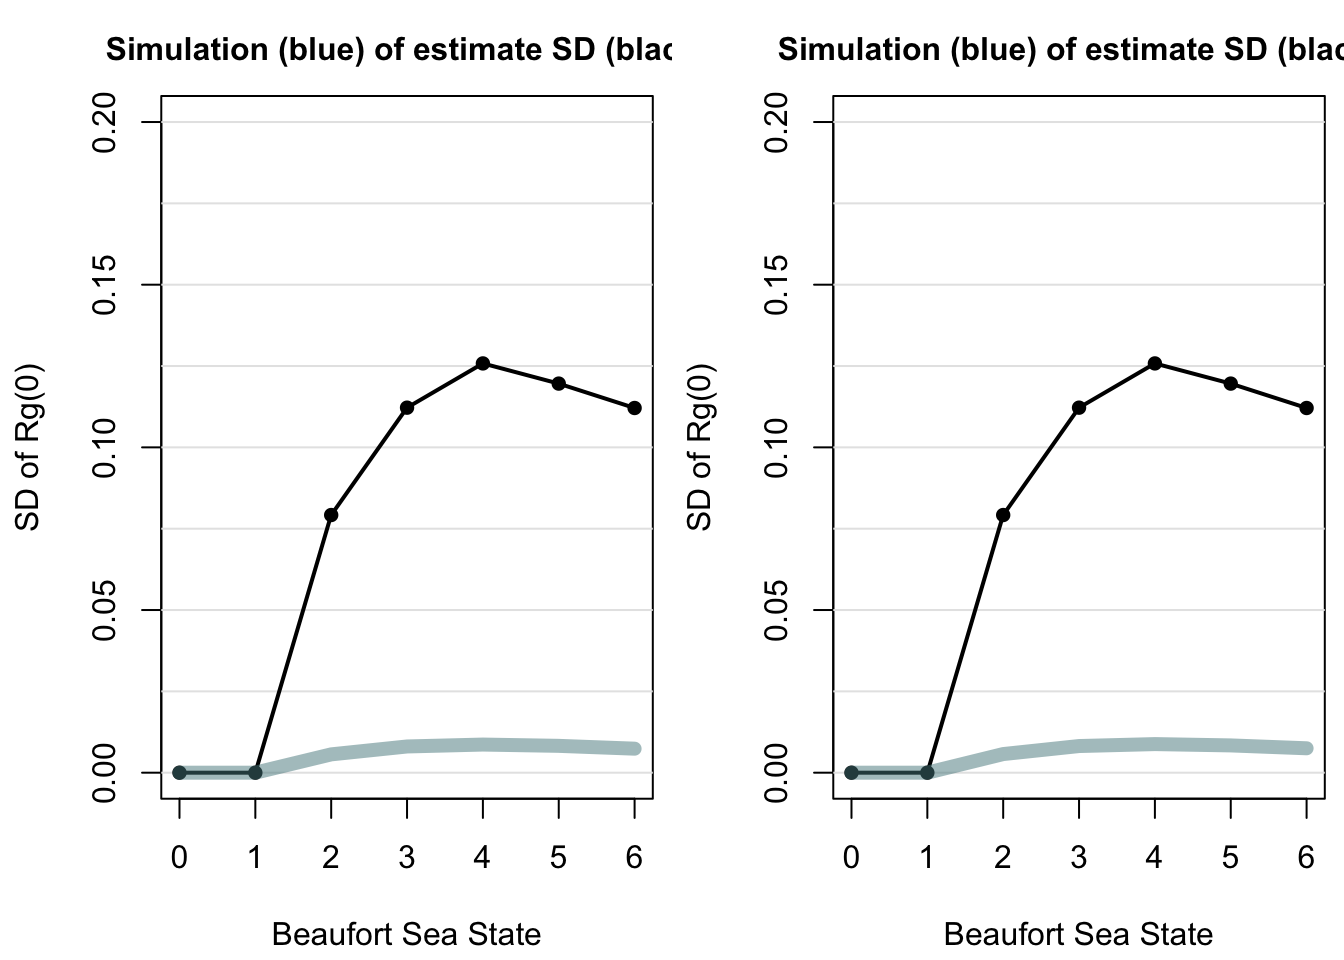 Simulation (blue) of estimate SD (blac
SD of Rg(0)
0.20
0.15
0.10
0.05
0.00
0 1 2 3 4 5 6
Beaufort Sea State
Simulation (blue) of estimate SD (blac
SD of Rg(0)
0.20
0.15
0.10
0.05
0.00
0 1 2 3 4 5 6
Beaufort Sea State